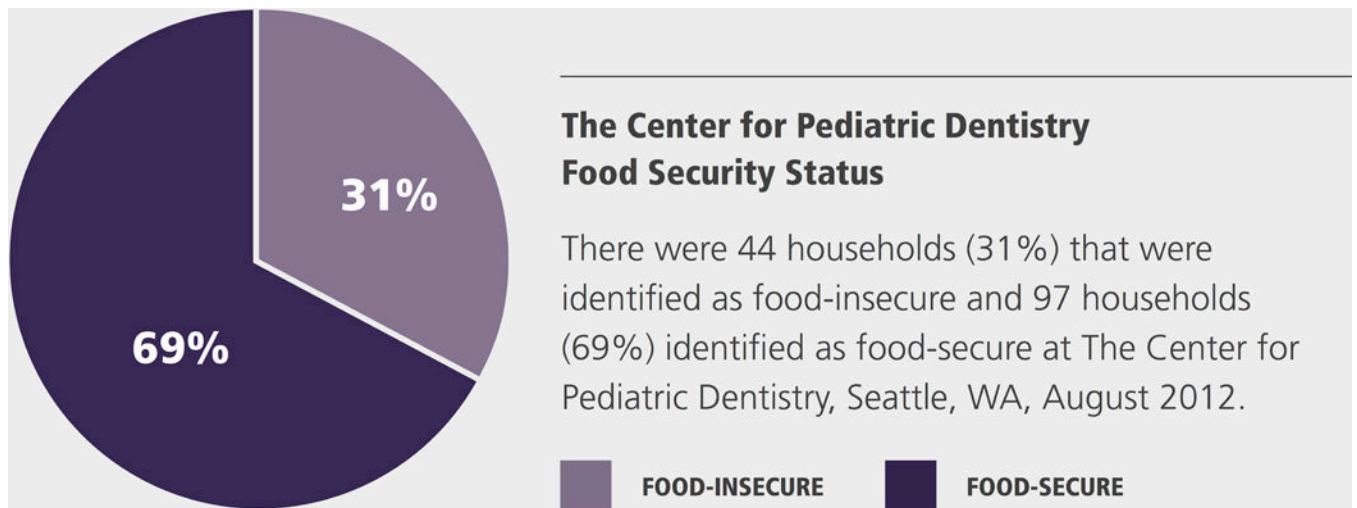 31%
69%
The Center for Pediatric Dentistry
Food Security Status
There were 44 households (31%) that were
identified as food-insecure and 97 households
(69%) identified as food-secure at The Center for
Pediatric Dentistry, Seattle, WA, August 2012.
FOOD-INSECURE
FOOD-SECURE